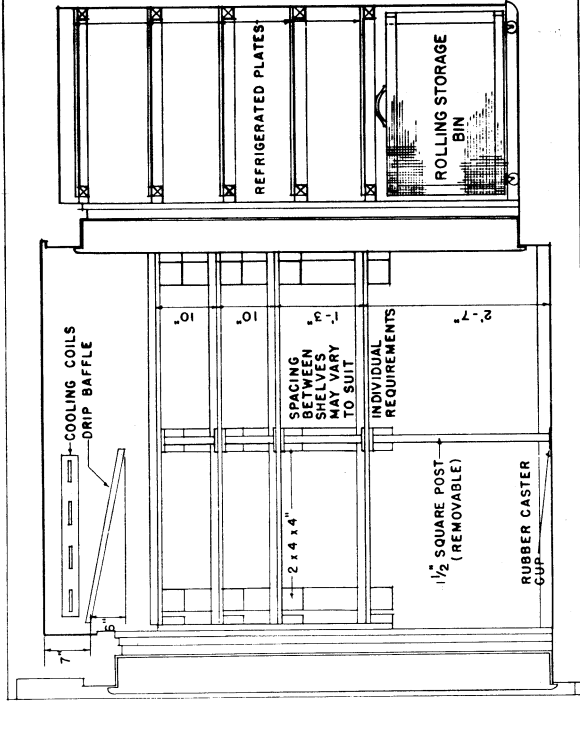 REFRIGERATED PLATES
ROLLING STORAGE
BIN
COOLING COILS
DRIP BAFFLE
10"
10"
1'-3"
2'-7"
SPACING
BETWEEN
SHELVES
MAY VARY
TO SUIT
INDIVIDUAL
REQUIREMENTS
2 x 4 x 4"
1 1/2" SQUARE POST
(REMOVABLE)
RUBBER CASTER
CUP
6"
7"